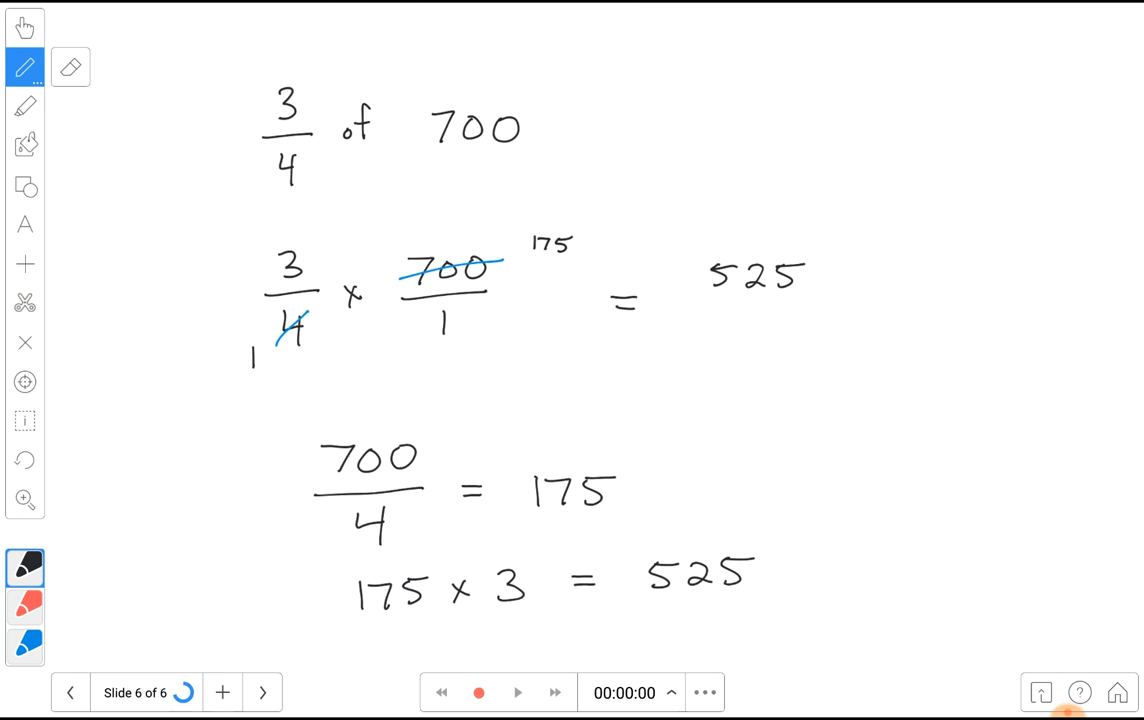 3/4 of 700
3/4 × 700/1 = 525
175
1
700/4 = 175
175 × 3 = 525
Slide 6 of 6
00:00:00